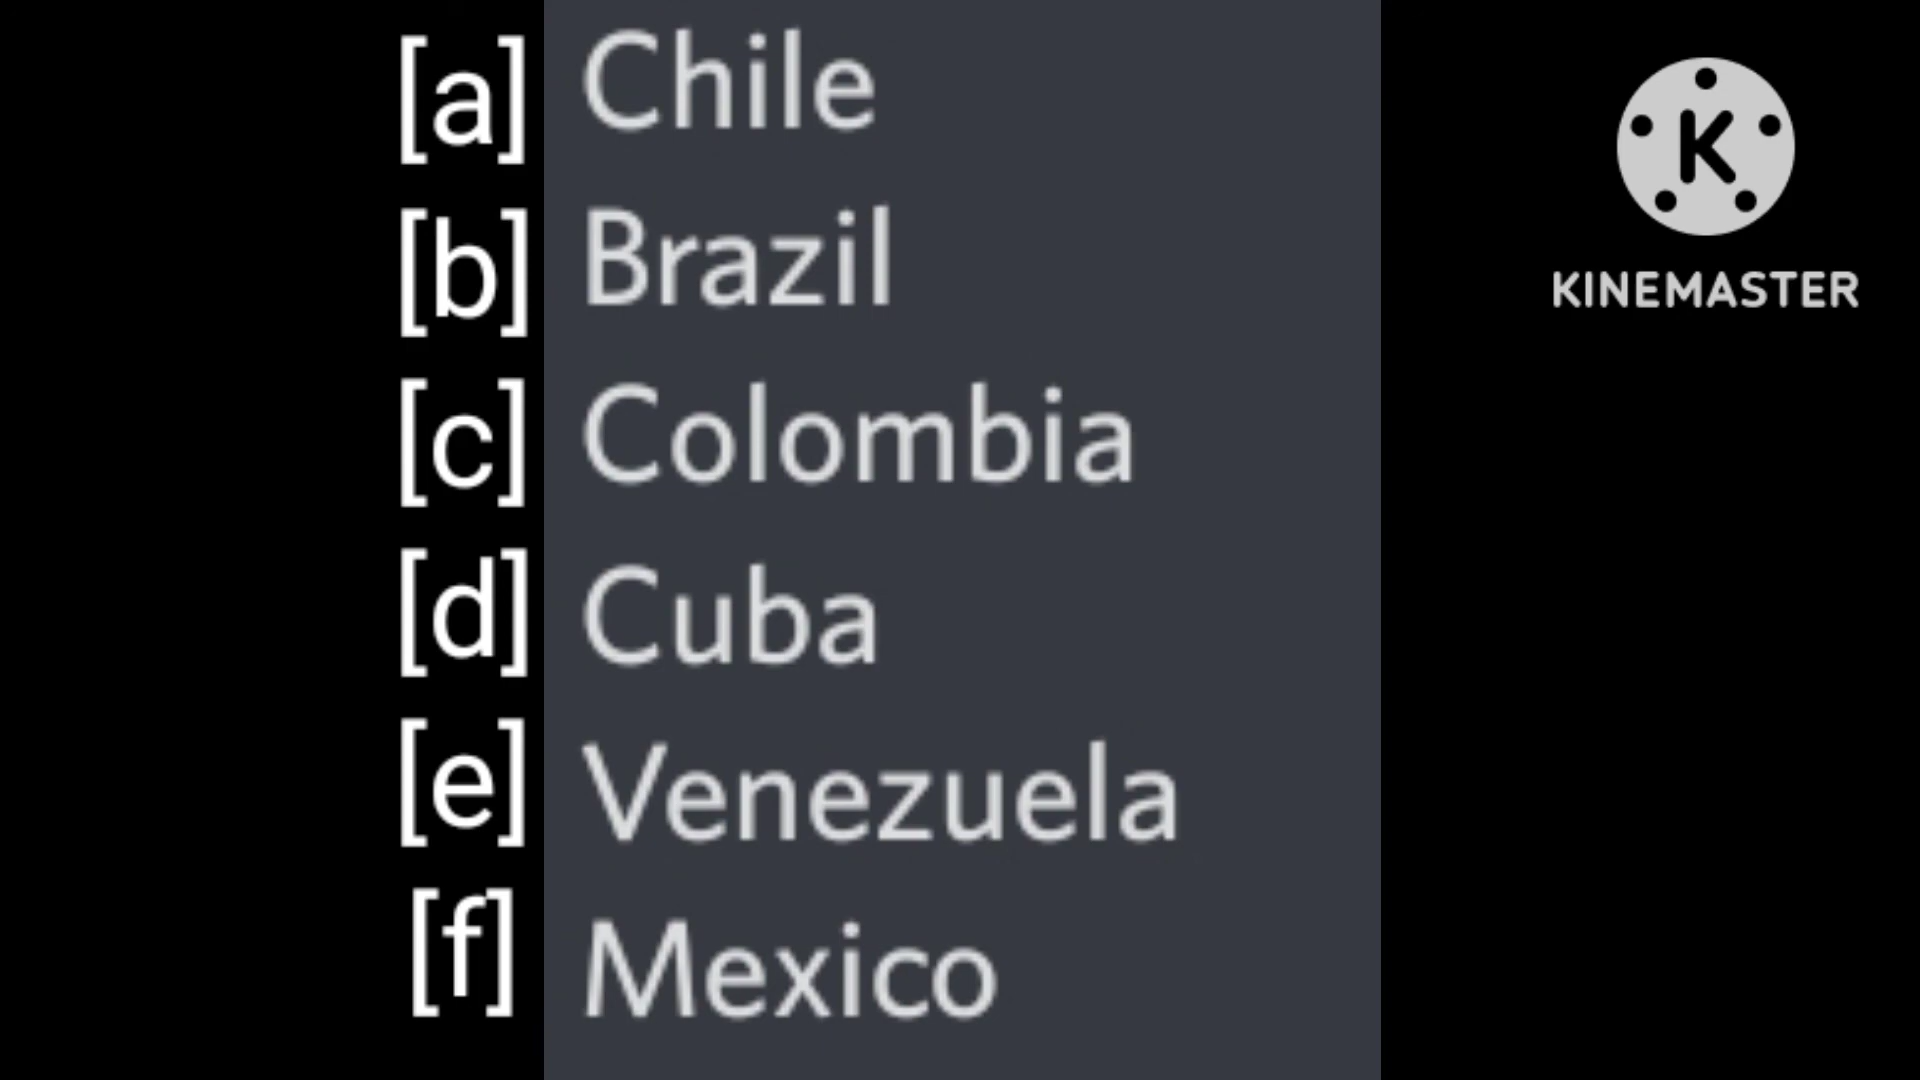 [a] Chile
[b] Brazil
[c] Colombia
[d] Cuba
[e] Venezuela
[f] Mexico
K
KINEMASTER